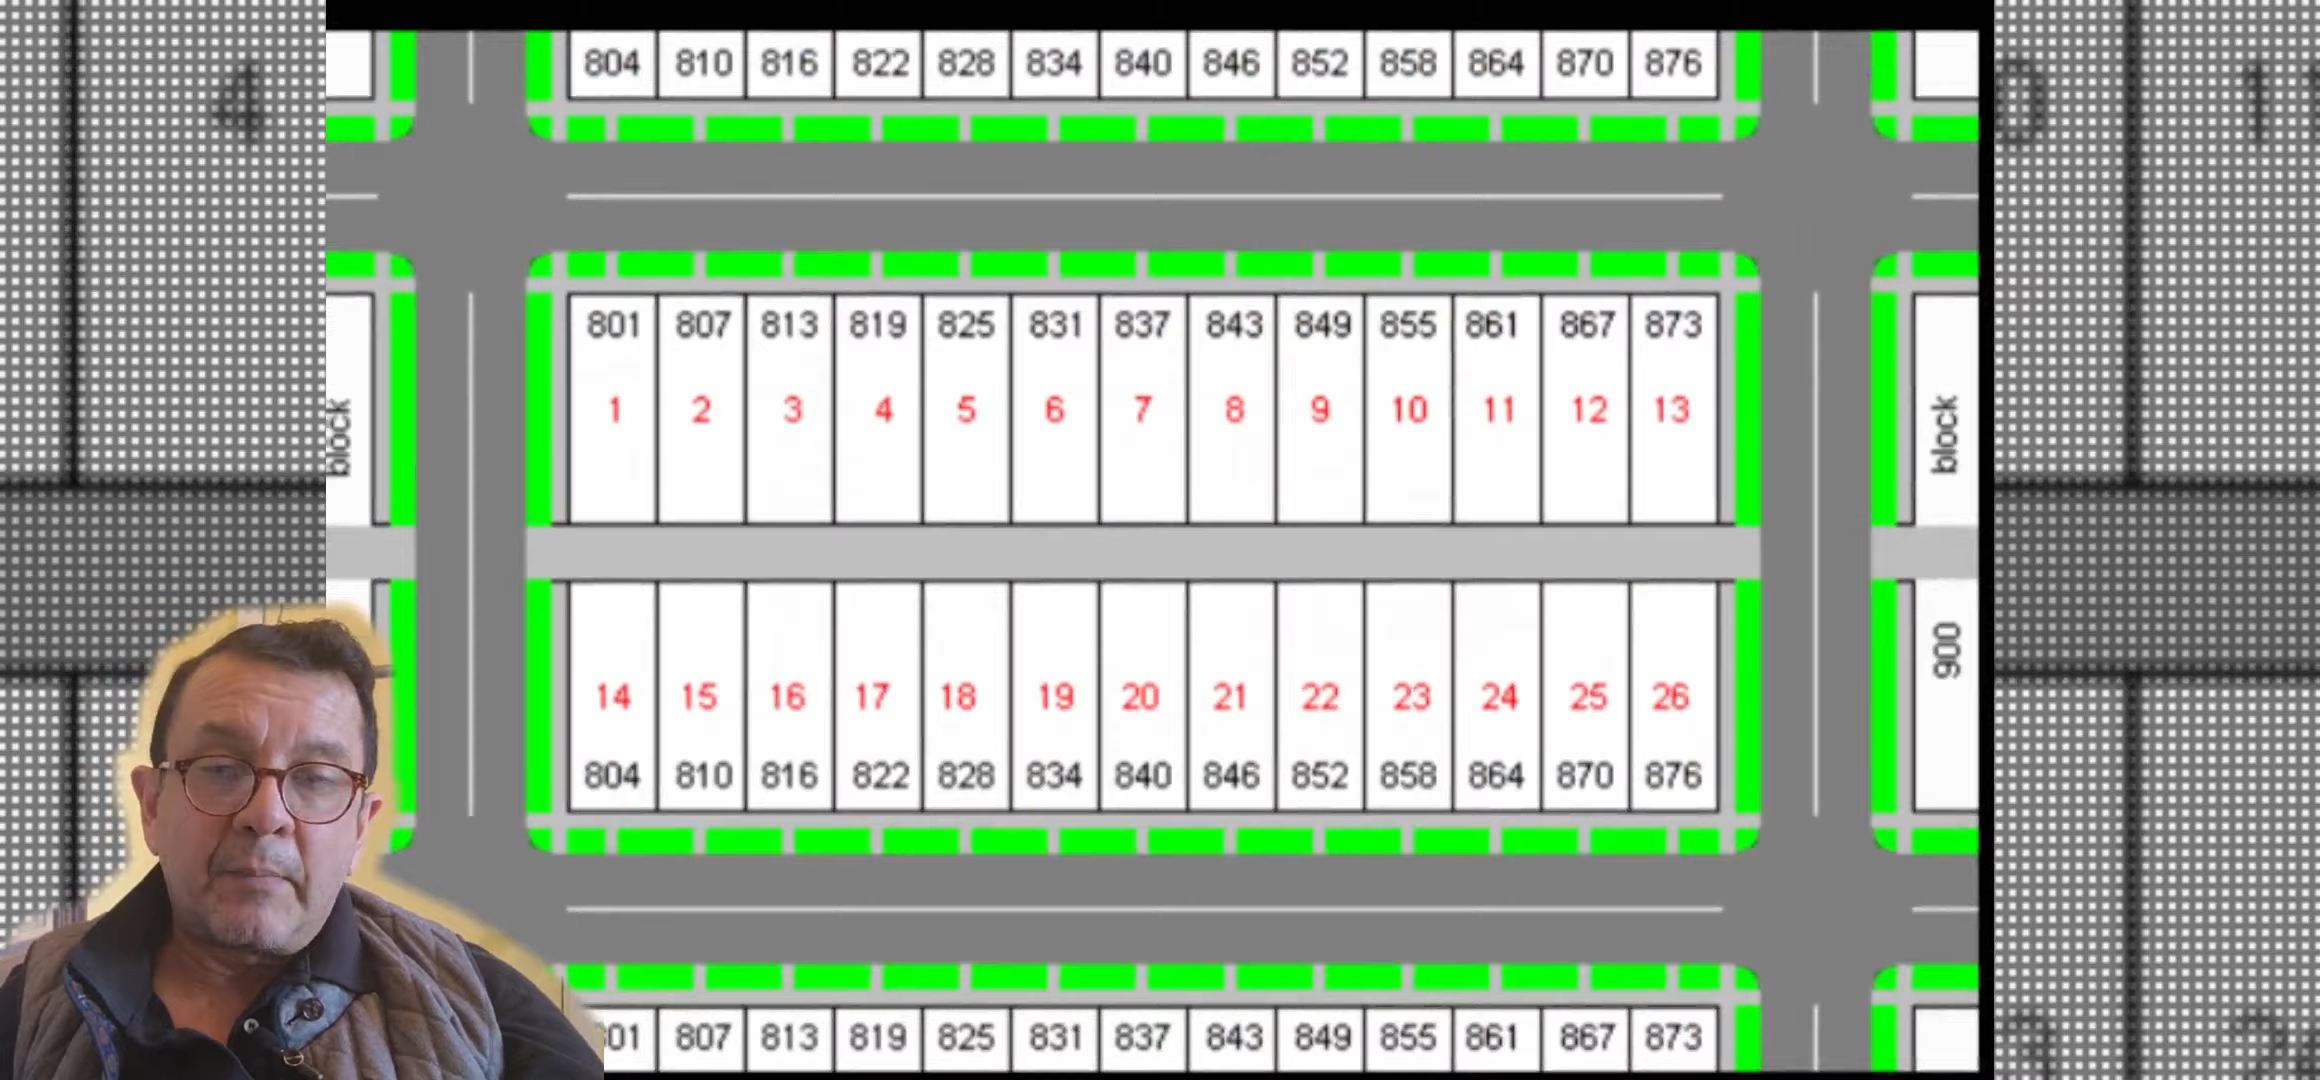 804 810 816 822 828 834 840 846 852 858 864 870 876
801 807 813 819 825 831 837 843 849 855 861 867 873
1 2 3 4 5 6 7 8 9 10 11 12 13
block
block
14 15 16 17 18 19 20 21 22 23 24 25 26
900
804 810 816 822 828 834 840 846 852 858 864 870 876
01 807 813 819 825 831 837 843 849 855 861 867 873
4